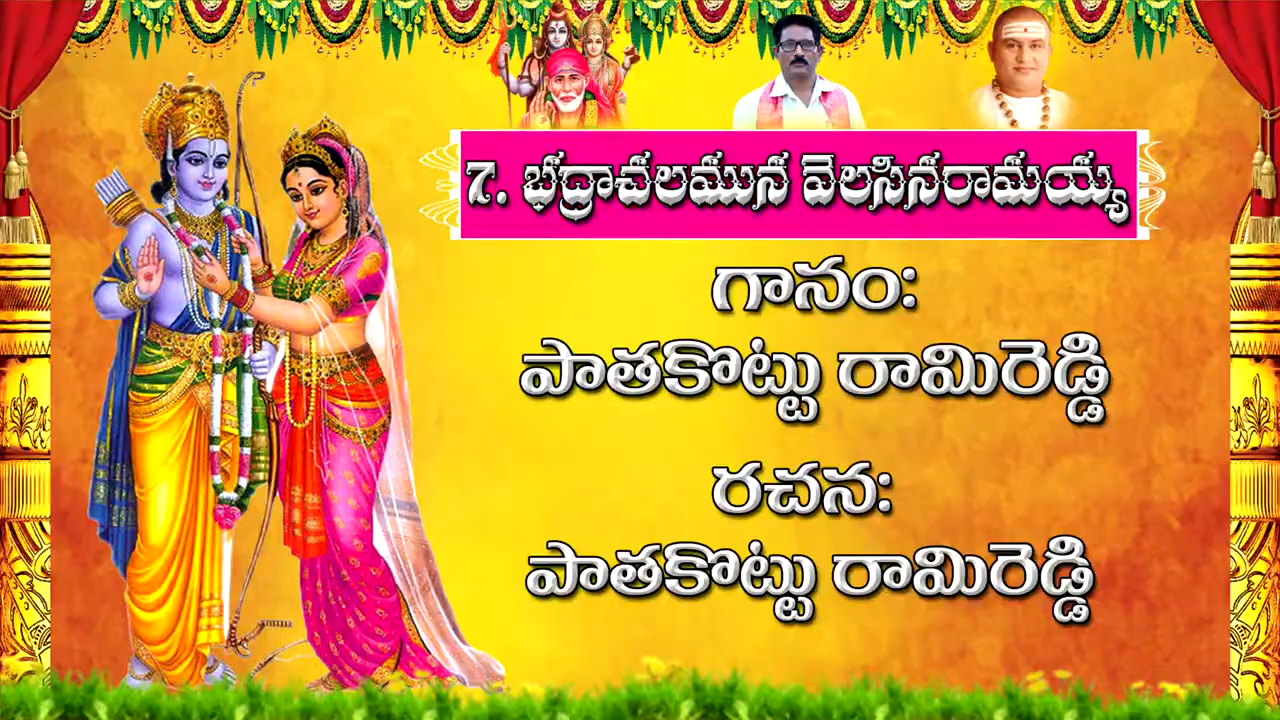 7. భద్రాచలమున వెలసినరామయ్య
గానం:
పాతకొట్టు రామిరెడ్డి
రచన:
పాతకొట్టు రామిరెడ్డి